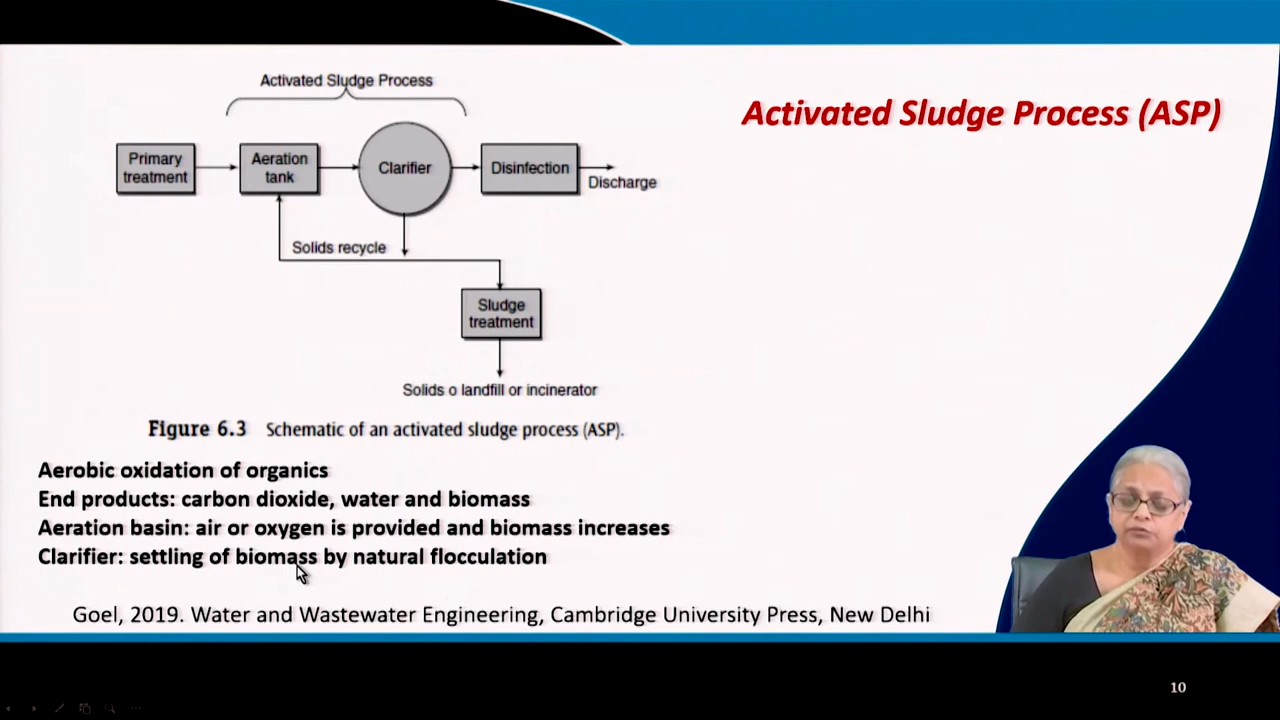 Activated Sludge Process
Activated Sludge Process (ASP)
Primary
treatment
Aeration
tank
Clarifier
Disinfection
Discharge
Solids recycle
Sludge
treatment
Solids o landfill or incinerator
Figure 6.3 Schematic of an activated sludge process (ASP).
Aerobic oxidation of organics
End products: carbon dioxide, water and biomass
Aeration basin: air or oxygen is provided and biomass increases
Clarifier: settling of biomass by natural flocculation
Goel, 2019. Water and Wastewater Engineering, Cambridge University Press, New Delhi
10